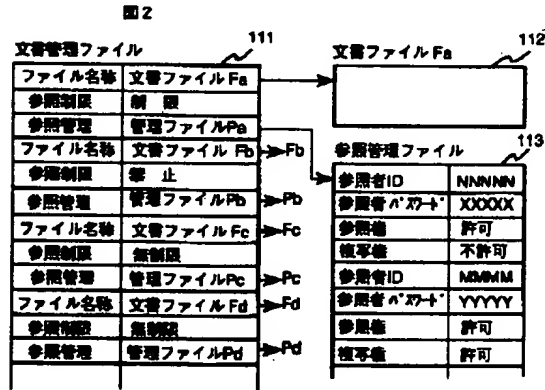 図2
文書管理ファイル
111
ファイル名称 文書ファイルFa
参照制限 制 限
参照管理 管理ファイルPa
ファイル名称 文書ファイル Fb Fb
参照制限 禁 止
参照管理 管理ファイルPb Pb
ファイル名称 文書ファイル Fc Fc
参照制限 無制限
参照管理 管理ファイルPc Pc
ファイル名称 文書ファイル Fd Fd
参照制限 無制限
参照管理 管理ファイルPd Pd
文書ファイル Fa
112
参照管理ファイル
113
参照者ID NNNNN
参照者パスワード XXXXX
参照権 許可
複写権 不許可
参照者ID MMMM
参照者パスワード YYYYY
参照権 許可
複写権 許可